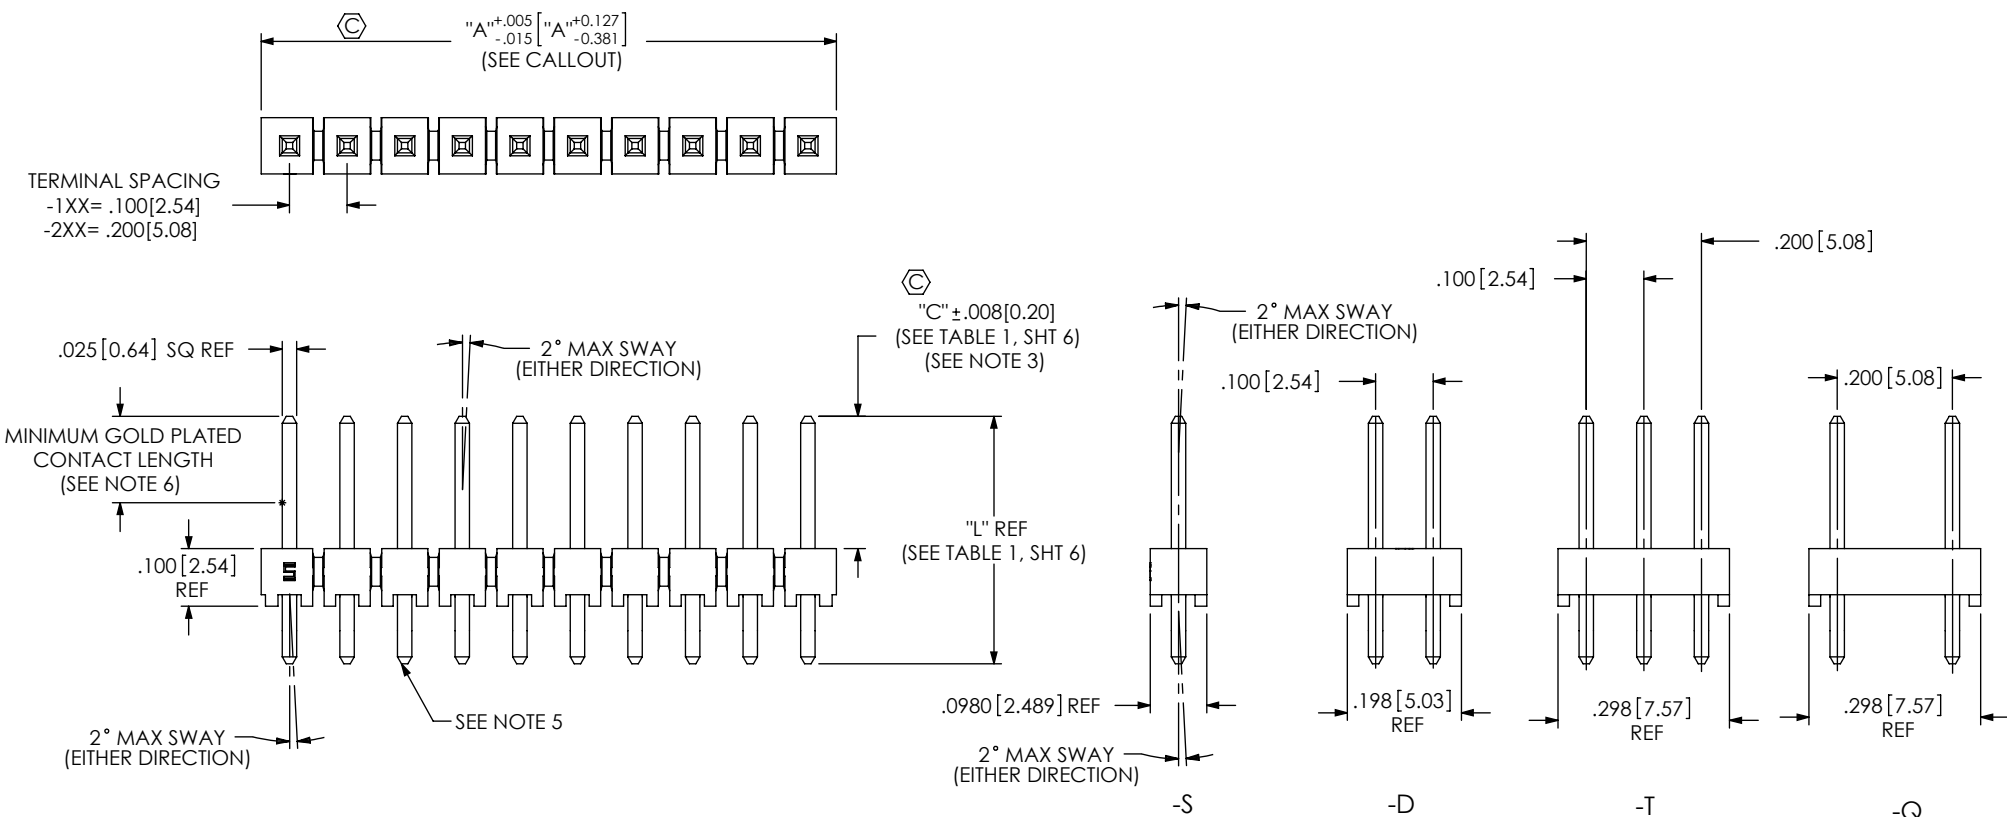 C
"A" +.005 -.015 ["A" +0.127 -0.381]
(SEE CALLOUT)
TERMINAL SPACING
-1XX= .100[2.54]
-2XX= .200[5.08]
.025[0.64] SQ REF
2° MAX SWAY
(EITHER DIRECTION)
C
"C"±.008[0.20]
(SEE TABLE 1, SHT 6)
(SEE NOTE 3)
MINIMUM GOLD PLATED
CONTACT LENGTH
(SEE NOTE 6)
.100[2.54]
REF
"L" REF
(SEE TABLE 1, SHT 6)
2° MAX SWAY
(EITHER DIRECTION)
SEE NOTE 5
2° MAX SWAY
(EITHER DIRECTION)
.0980[2.489] REF
2° MAX SWAY
(EITHER DIRECTION)
-S
.100[2.54]
.198[5.03]
REF
-D
.200[5.08]
.100[2.54]
.298[7.57]
REF
-T
.200[5.08]
.298[7.57]
REF
-Q